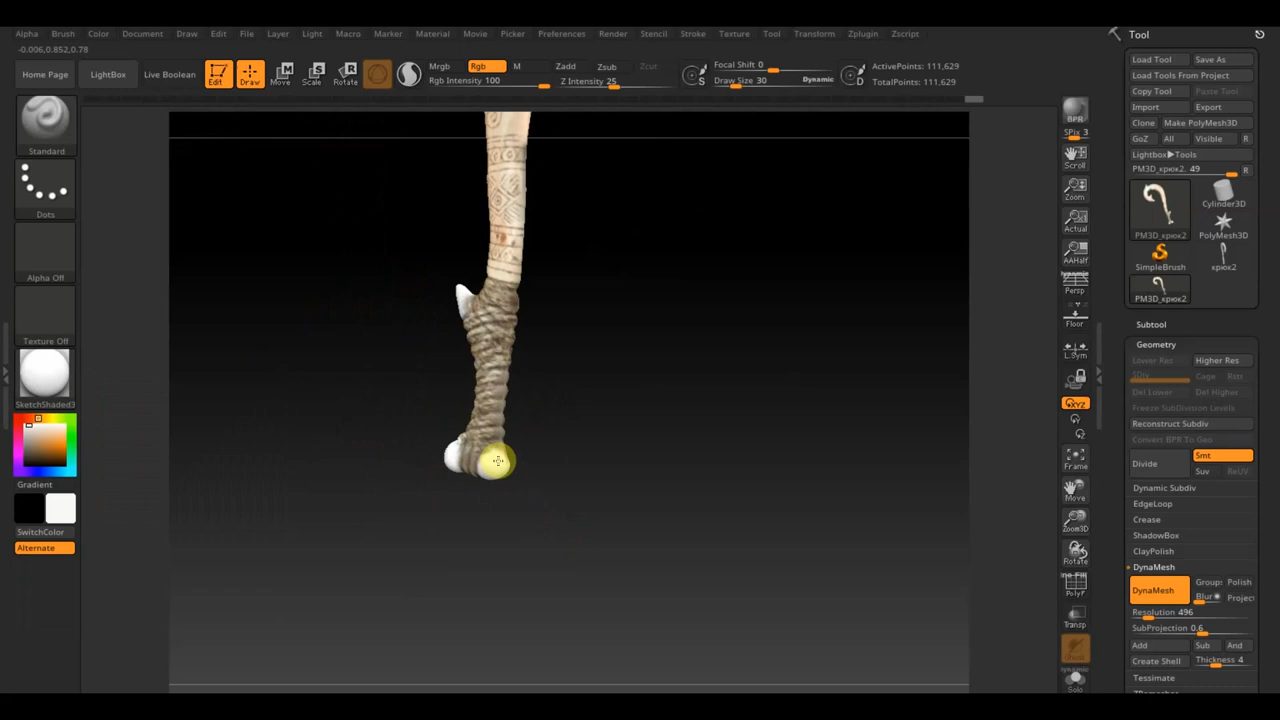 Alpha Brush Color Document Draw Edit File Layer Light Macro Marker Material Movie Picker Preferences Render Stencil Stroke Texture Tool Transform Zplugin Zscript
-0.006,0.852,0.78
Home Page LightBox Live Boolean Edit Draw Move Scale Rotate
Mrgb Rgb M Zadd Zsub Zcut
Rgb Intensity 100 Z Intensity 25
Focal Shift 0
Draw Size 30 Dynamic
ActivePoints: 111,629
TotalPoints: 111,629
Standard
Dots
Alpha Off
Texture Off
SketchShaded3
Gradient
SwitchColor
Alternate
BPR
SPix 3
Scroll
Zoom
Actual
AAHalf
Persp
Floor
L.Sym
XYZ
Frame
Move
Zoom3D
Rotate
PolyF
Transp
Solo
Tool
Load Tool Save As
Load Tools From Project
Copy Tool Paste Tool
Import Export
Clone Make PolyMesh3D
GoZ All Visible R
Lightbox▶Tools
PM3D_крюк2. 49 R
Cylinder3D
PM3D_крюк2 PolyMesh3D
SimpleBrush крюк2
PM3D_крюк2
Subtool
Geometry
Lower Res Higher Res
SDiv Cage Rstr
Del Lower Del Higher
Freeze SubDivision Levels
Reconstruct Subdiv
Convert BPR To Geo
Divide Smt
Suv ReUV
Dynamic Subdiv
EdgeLoop
Crease
ShadowBox
ClayPolish
DynaMesh
DynaMesh Groups Polish
Blur Project
Resolution 496
SubProjection 0.6
Add Sub And
Create Shell Thickness 4
Tessimate